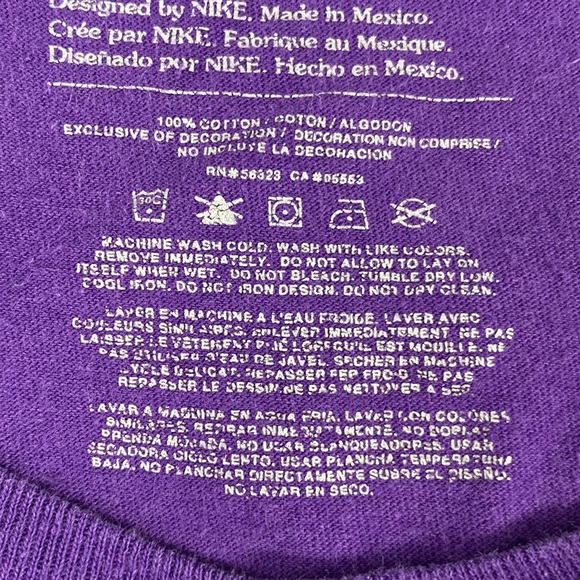 Designed by NIKE. Made in Mexico.
Crée par NIKE. Fabrique au Mexique.
Diseñado por NIKE. Hecho en Mexico.
100% COTTON / COTON / ALGODON
EXCLUSIVE OF DECORATION / DECORATION NON COMPRISE /
NO INCLUYE LA DECORACION
RN#56323 CA#05553
30C
MACHINE WASH COLD. WASH WITH LIKE COLORS.
REMOVE IMMEDIATELY. DO NOT ALLOW TO LAY ON
ITSELF WHEN WET. DO NOT BLEACH. TUMBLE DRY LOW.
COOL IRON. DO NOT IRON DESIGN. DO NOT DRY CLEAN.
LAVER EN MACHINE A L'EAU FROIDE. LAVER AVEC
COULEURS SIMILAIRES. ENLEVER IMMEDIATEMENT. NE PAS
LAISSER LE VETEMENT PLIE LORSQU'IL EST MOUILLE. NE
PAS UTILISER D'EAU DE JAVEL. SECHER EN MACHINE
CYCLE DELICAT. REPASSER FER FROID. NE PAS
REPASSER LE DESSIN. NE PAS NETTOYER A SEC.
LAVAR A MAQUINA EN AGUA FRIA. LAVAR CON COLORES
SIMILARES. RETIRAR INMEDIATAMENTE. NO DOBLAR
PRENDA MOJADA. NO USAR BLANQUEADORES. USAR
SECADORA CICLO LENTO. USAR PLANCHA TEMPERATURA
BAJA. NO PLANCHAR DIRECTAMENTE SOBRE EL DISEÑO.
NO LAVAR EN SECO.